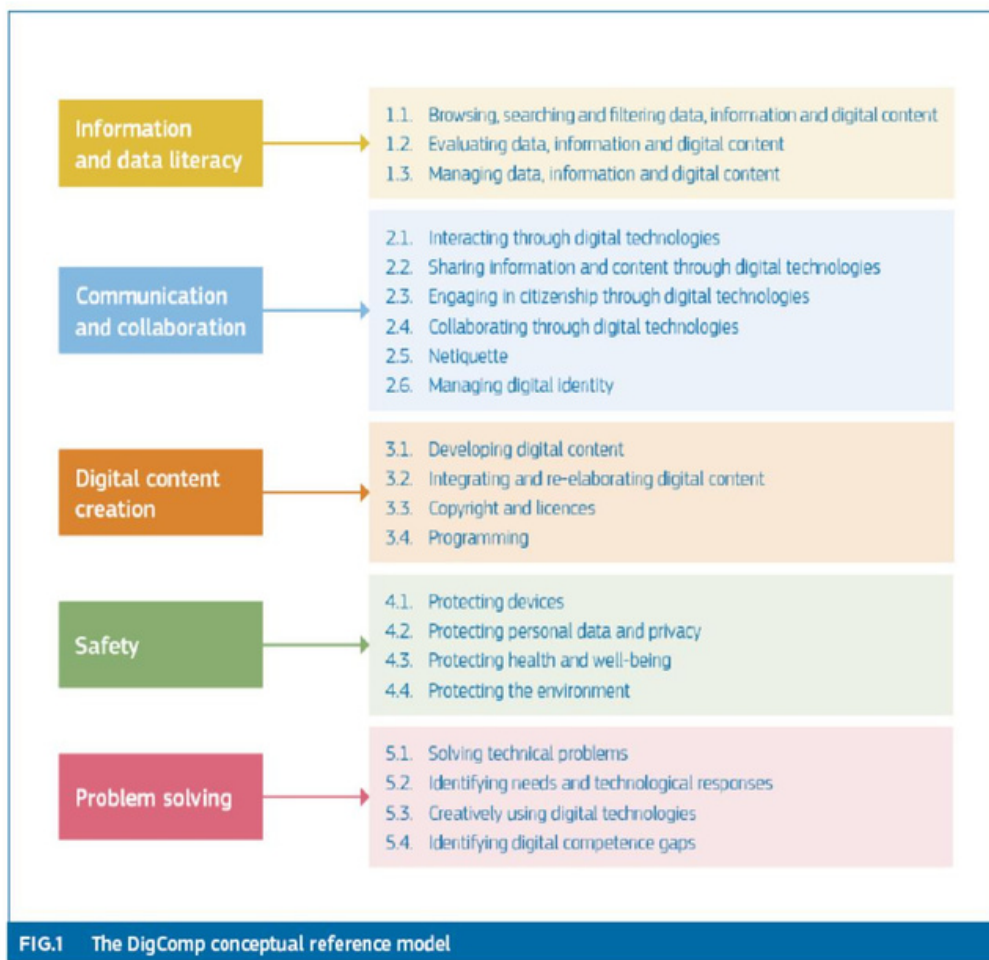 Information
and data literacy
1.1. Browsing, searching and filtering data, information and digital content
1.2. Evaluating data, information and digital content
1.3. Managing data, information and digital content
Communication
and collaboration
2.1. Interacting through digital technologies
2.2. Sharing information and content through digital technologies
2.3. Engaging in citizenship through digital technologies
2.4. Collaborating through digital technologies
2.5. Netiquette
2.6. Managing digital identity
Digital content
creation
3.1. Developing digital content
3.2. Integrating and re-elaborating digital content
3.3. Copyright and licences
3.4. Programming
Safety
4.1. Protecting devices
4.2. Protecting personal data and privacy
4.3. Protecting health and well-being
4.4. Protecting the environment
Problem solving
5.1. Solving technical problems
5.2. Identifying needs and technological responses
5.3. Creatively using digital technologies
5.4. Identifying digital competence gaps
FIG.1 The DigComp conceptual reference model